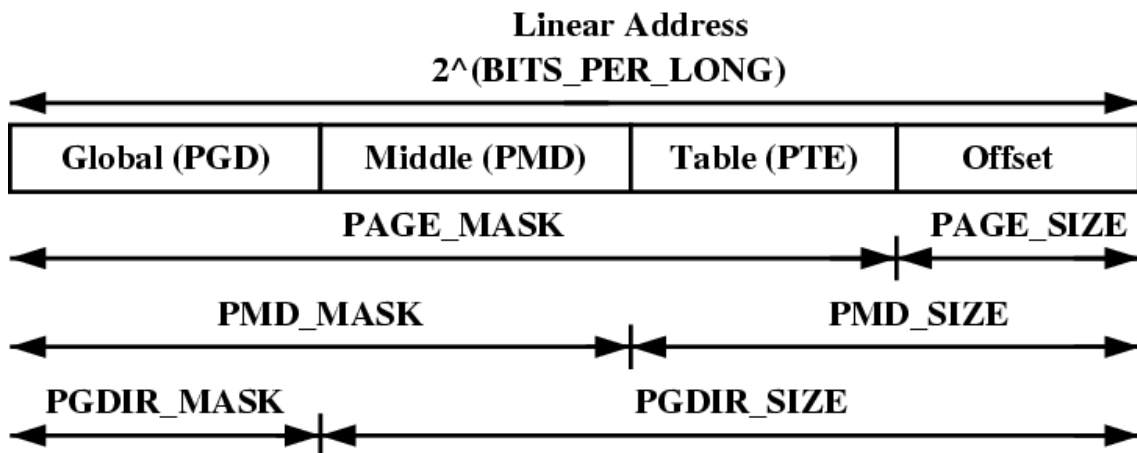 Linear Address
2^(BITS_PER_LONG)
Global (PGD) Middle (PMD) Table (PTE) Offset
PAGE_MASK PAGE_SIZE
PMD_MASK PMD_SIZE
PGDIR_MASK PGDIR_SIZE